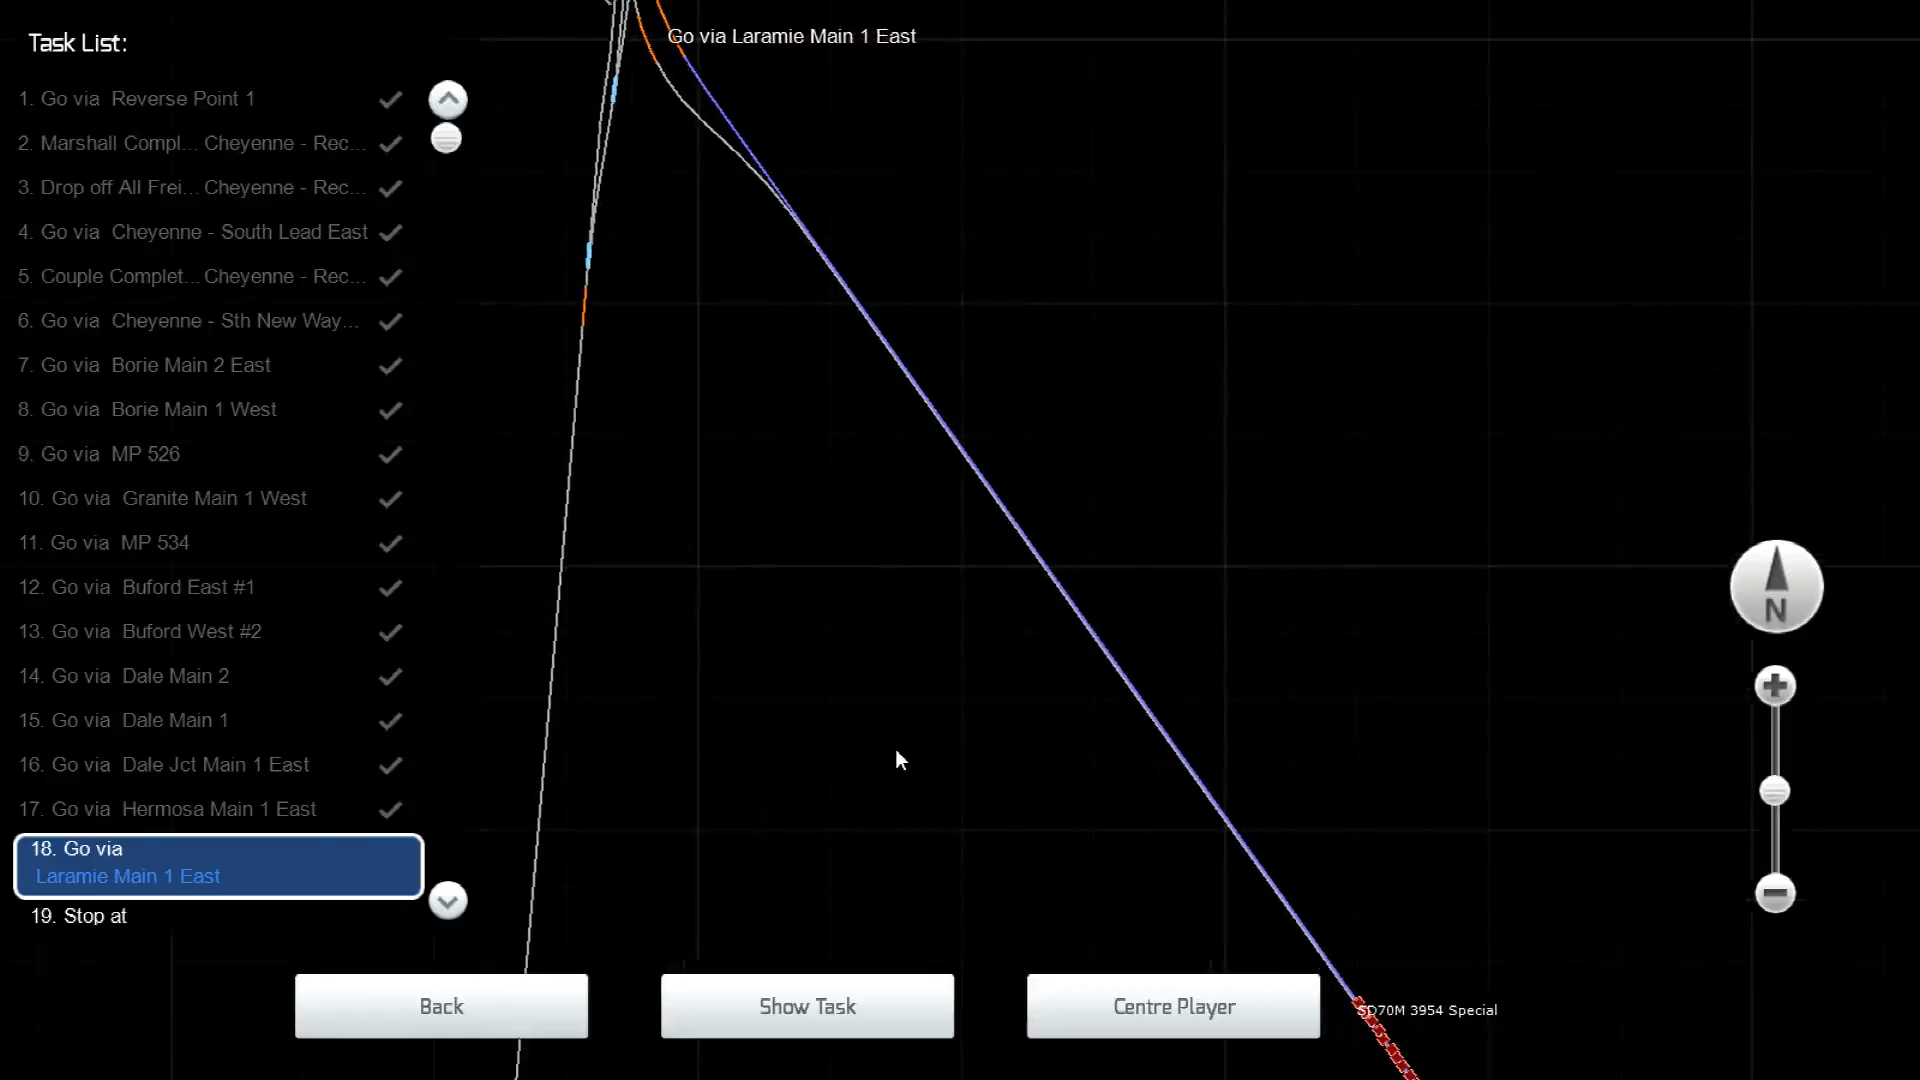 Task List:
Go via Laramie Main 1 East
1. Go via Reverse Point 1
2. Marshall Compl... Cheyenne - Rec...
3. Drop off All Frei... Cheyenne - Rec...
4. Go via Cheyenne - South Lead East
5. Couple Complet... Cheyenne - Rec...
6. Go via Cheyenne - Sth New Way...
7. Go via Borie Main 2 East
8. Go via Borie Main 1 West
9. Go via MP 526
10. Go via Granite Main 1 West
11. Go via MP 534
12. Go via Buford East #1
13. Go via Buford West #2
14. Go via Dale Main 2
15. Go via Dale Main 1
16. Go via Dale Jct Main 1 East
17. Go via Hermosa Main 1 East
18. Go via
Laramie Main 1 East
19. Stop at
N
Back
Show Task
Centre Player
SD70M 3954 Special